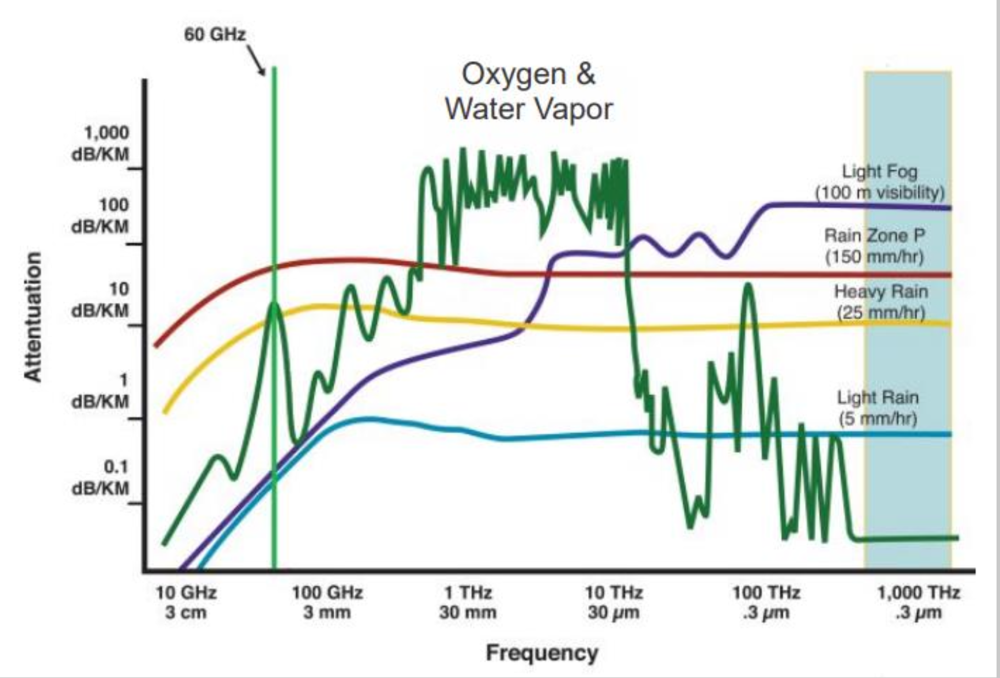 60 GHz
Oxygen &
Water Vapor
1,000
dB/KM
100
dB/KM
10
dB/KM
1
dB/KM
0.1
dB/KM
Attentuation
Light Fog
(100 m visibility)
Rain Zone P
(150 mm/hr)
Heavy Rain
(25 mm/hr)
Light Rain
(5 mm/hr)
10 GHz
3 cm
100 GHz
3 mm
1 THz
30 mm
10 THz
30 µm
100 THz
.3 µm
1,000 THz
.3 µm
Frequency